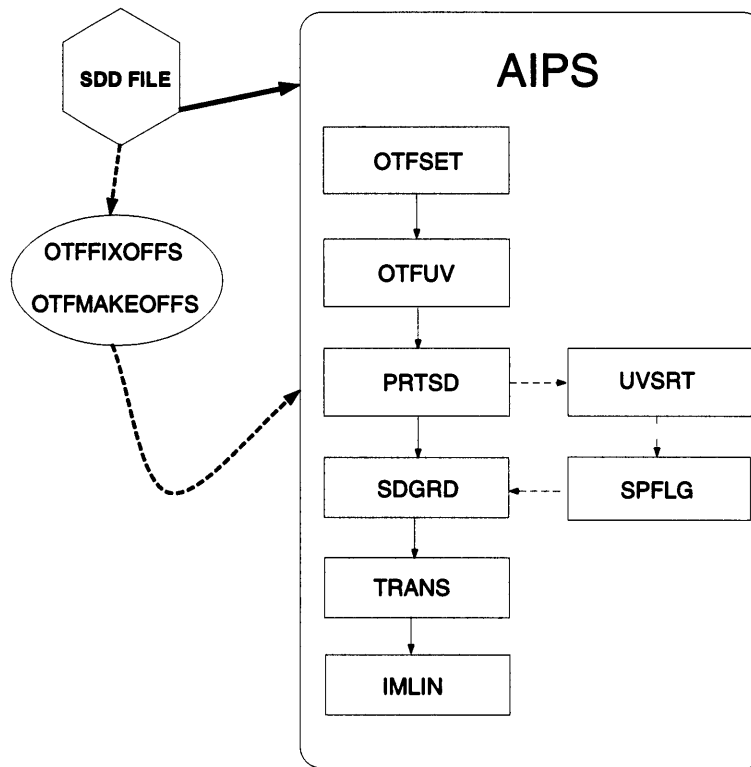 SDD FILE
AIPS
OTFSET
OTFFIXOFFS
OTFMAKEOFFS
OTFUV
PRTSD
UVSRT
SDGRD
SPFLG
TRANS
IMLIN